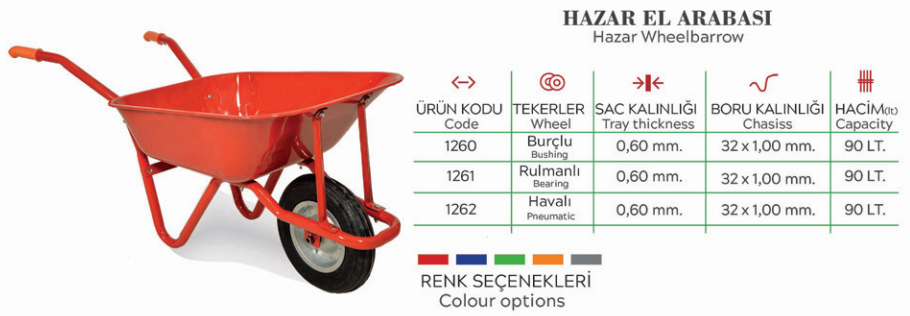 HAZAR EL ARABASI
Hazar Wheelbarrow
ÜRÜN KODU TEKERLER SAC KALINLIĞI BORU KALINLIĞI HACİM(lt)
Code Wheel Tray thickness Chasiss Capacity
1260 Burçlu 0,60 mm. 32 x 1,00 mm. 90 LT.
Bushing
1261 Rulmanlı 0,60 mm. 32 x 1,00 mm. 90 LT.
Bearing
1262 Havalı 0,60 mm. 32 x 1,00 mm. 90 LT.
Pneumatic
RENK SEÇENEKLERİ
Colour options